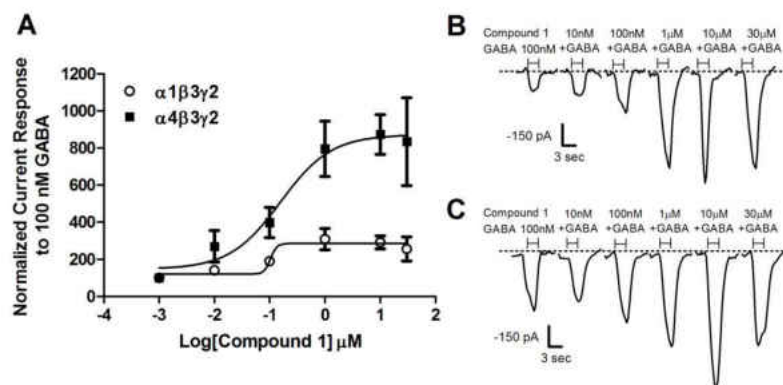 A
Normalized Current Response
to 100 nM GABA
1200
1000
800
600
400
200
0
α1β3γ2
α4β3γ2
-4 -3 -2 -1 0 1 2
Log[Compound 1] μM
B
Compound 1 10nM 100nM 1μM 10μM 30μM
GABA 100nM +GABA +GABA +GABA +GABA +GABA
-150 pA
3 sec
C
Compound 1 10nM 100nM 1μM 10μM 30μM
GABA 100nM +GABA +GABA +GABA +GABA +GABA
-150 pA
3 sec